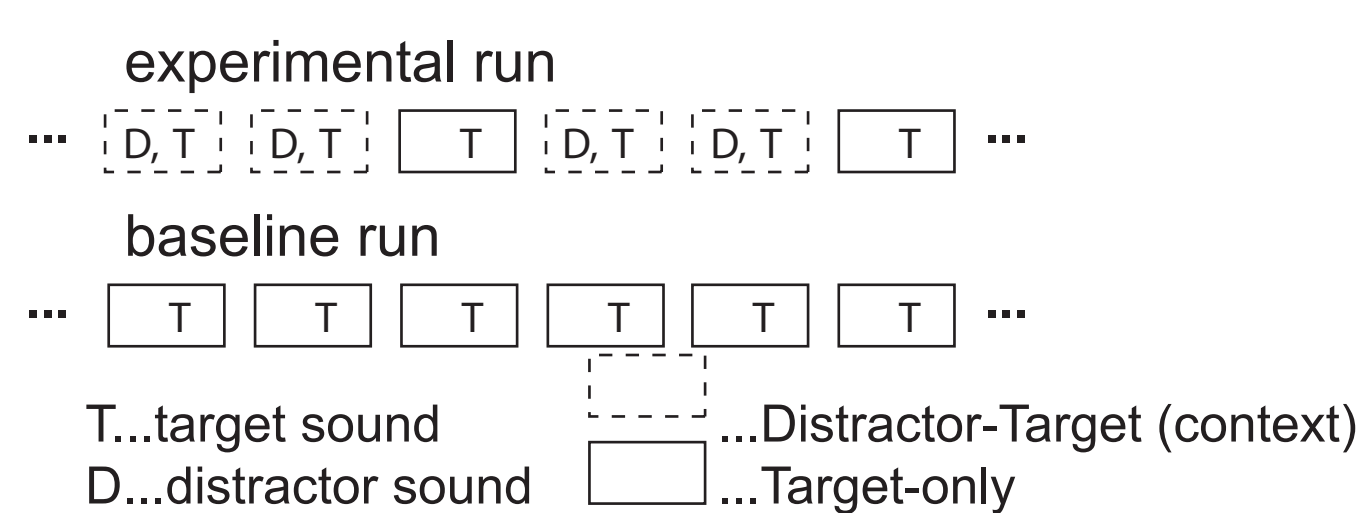 experimental run
... D, T D, T T D, T D, T T ...
baseline run
... T T T T T T ...
T...target sound ...Distractor-Target (context)
D...distractor sound ...Target-only